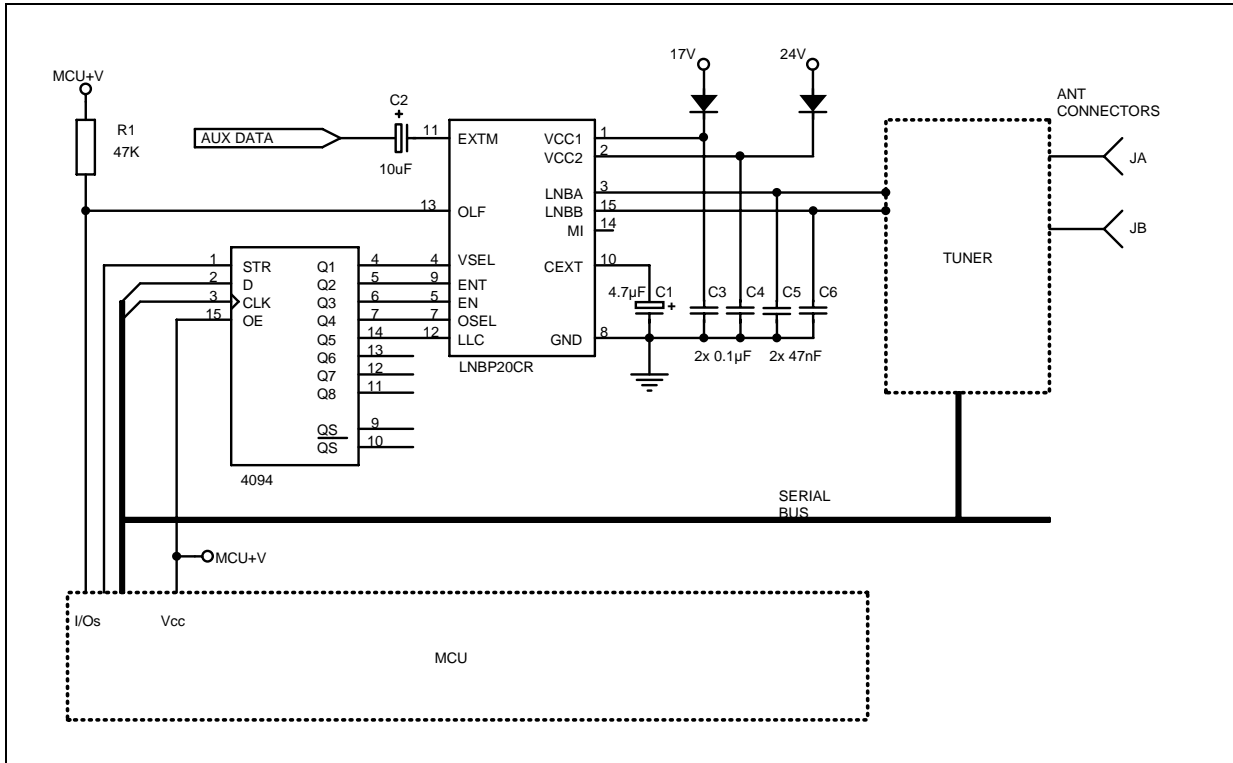 17V
24V
MCU+V
C2
+
ANT
CONNECTORS
R1
47K
AUX DATA
11
EXTM
VCC1
1
10uF
VCC2
2
JA
LNBA
3
13
OLF
LNBB
15
MI
14
JB
TUNER
1
STR
Q1
4
4
VSEL
CEXT
10
2
D
Q2
5
9
ENT
3
CLK
Q3
6
5
EN
4.7µF
C1
+
C3
C4
C5
C6
15
OE
Q4
7
7
OSEL
Q5
14
12
LLC
GND
8
Q6
13
2x 0.1µF
2x 47nF
Q7
12
LNBP20CR
Q8
11
QS
9
QS
10
4094
SERIAL
BUS
MCU+V
I/Os
Vcc
MCU